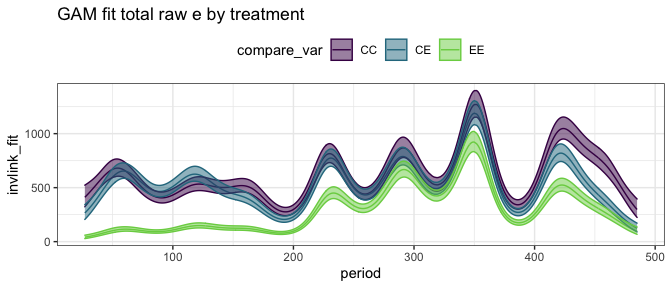 GAM fit total raw e by treatment
compare_var CC CE EE
invlink_fit
1000
500
0
100 200 300 400 500
period